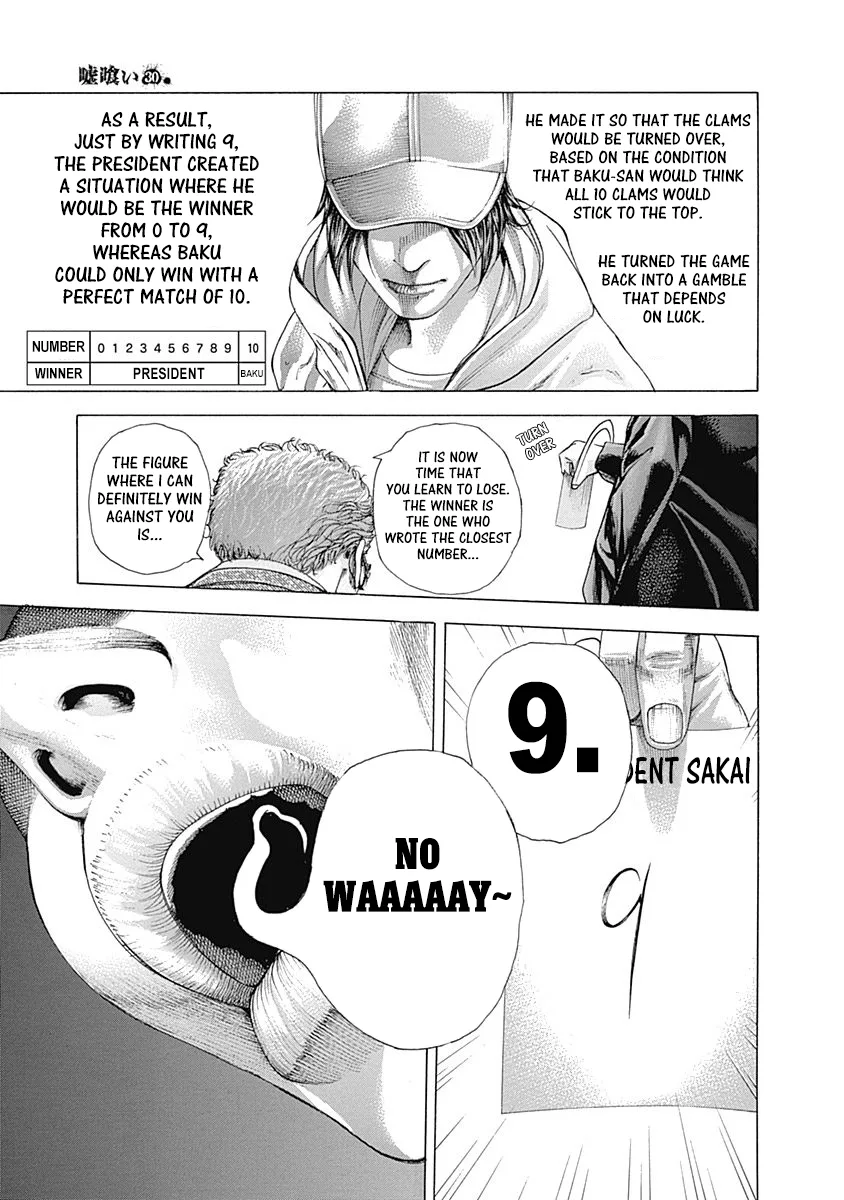 嘘喰い 30
HE MADE IT SO THAT THE CLAMS
WOULD BE TURNED OVER,
BASED ON THE CONDITION
THAT BAKU-SAN WOULD THINK
ALL 10 CLAMS WOULD
STICK TO THE TOP.
HE TURNED THE GAME
BACK INTO A GAMBLE
THAT DEPENDS
ON LUCK.
AS A RESULT,
JUST BY WRITING 9,
THE PRESIDENT CREATED
A SITUATION WHERE HE
WOULD BE THE WINNER
FROM 0 TO 9,
WHEREAS BAKU
COULD ONLY WIN WITH A
PERFECT MATCH OF 10.
NUMBER 0 1 2 3 4 5 6 7 8 9 10
WINNER PRESIDENT BAKU
TURN
OVER
IT IS NOW
TIME THAT
YOU LEARN TO LOSE.
THE WINNER IS
THE ONE WHO
WROTE THE CLOSEST
NUMBER...
THE FIGURE
WHERE I CAN
DEFINITELY WIN
AGAINST YOU
IS...
9.
DENT SAKAI
9
NO
WAAAAAY~